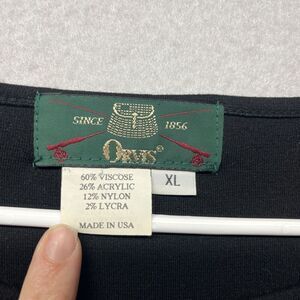 SINCE 1856
ORVIS®
XL
60% VISCOSE
26% ACRYLIC
12% NYLON
2% LYCRA
MADE IN USA